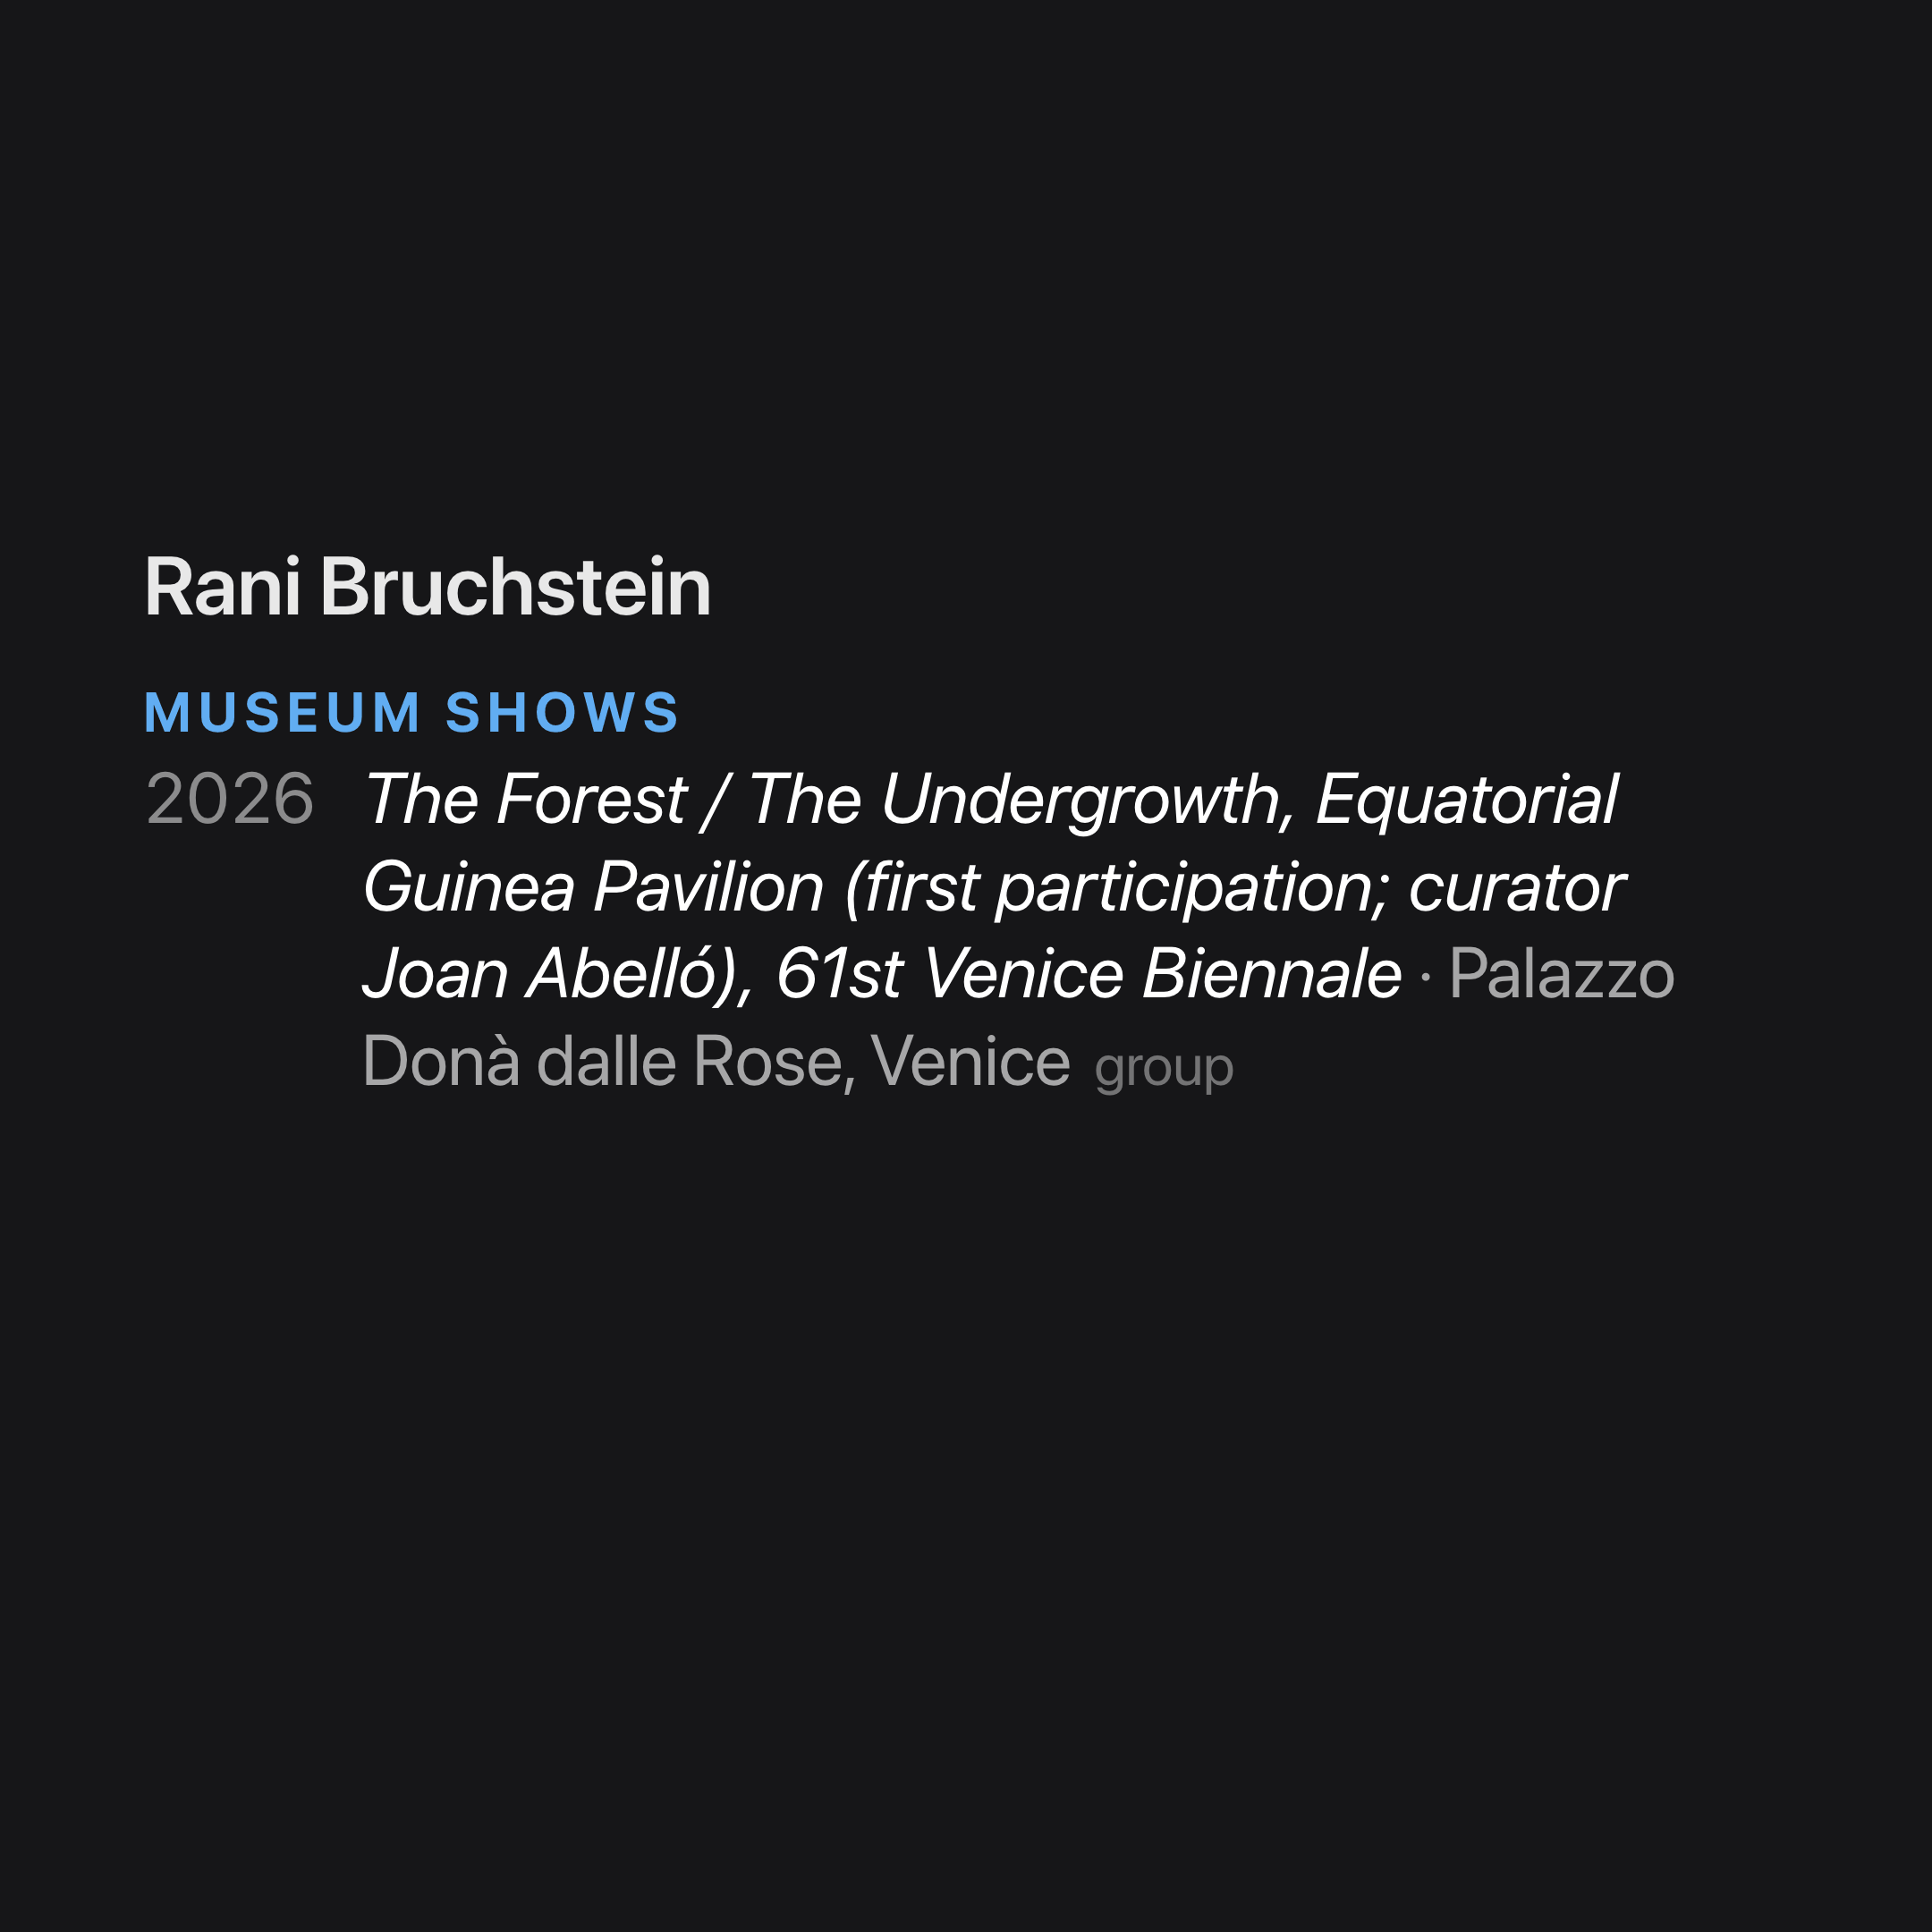 Rani Bruchstein
MUSEUM SHOWS
2026 The Forest / The Undergrowth, Equatorial
Guinea Pavilion (first participation; curator
Joan Abelló), 61st Venice Biennale · Palazzo
Donà dalle Rose, Venice group